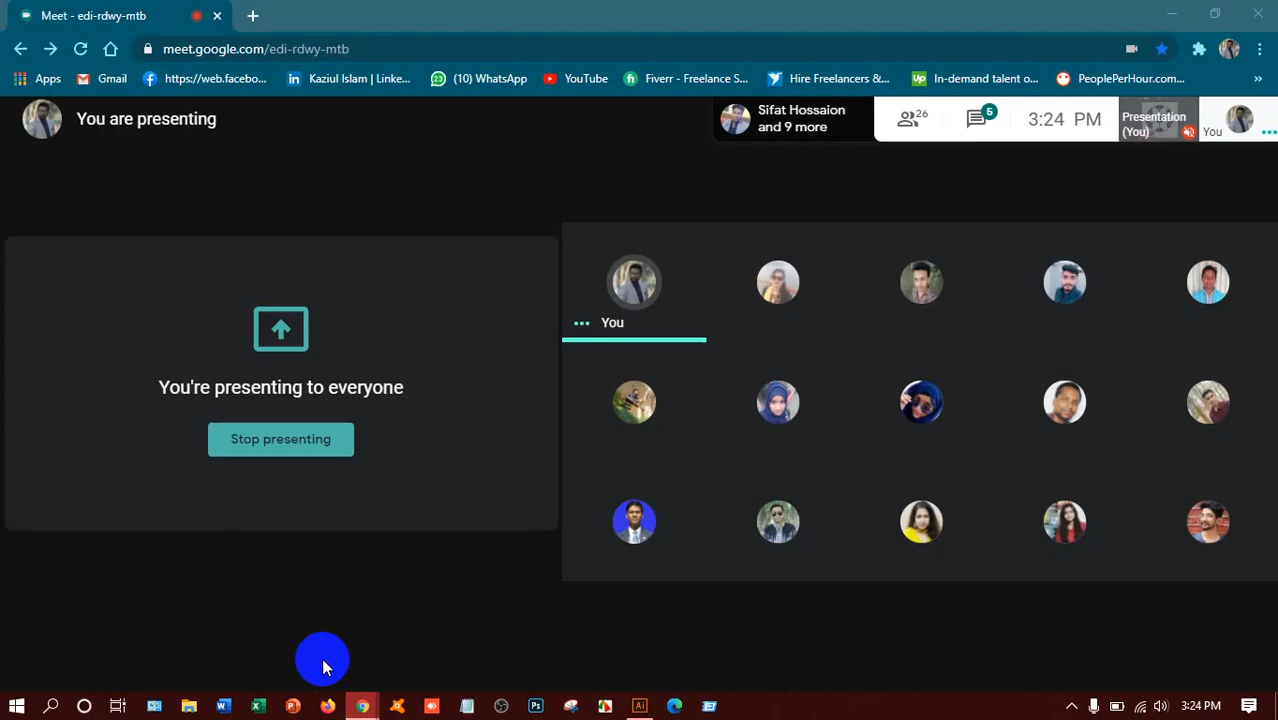 Meet - edi-rdwy-mtb
meet.google.com/edi-rdwy-mtb
Apps
Gmail
https://web.facebo...
Kaziul Islam | Linke...
23
(10) WhatsApp
YouTube
Fiverr - Freelance S...
Hire Freelancers &...
In-demand talent o...
PeoplePerHour.com...
»
You are presenting
Sifat Hossaion
and 9 more
26
5
3:24 PM
Presentation
(You)
You
You're presenting to everyone
Stop presenting
You
3:24 PM